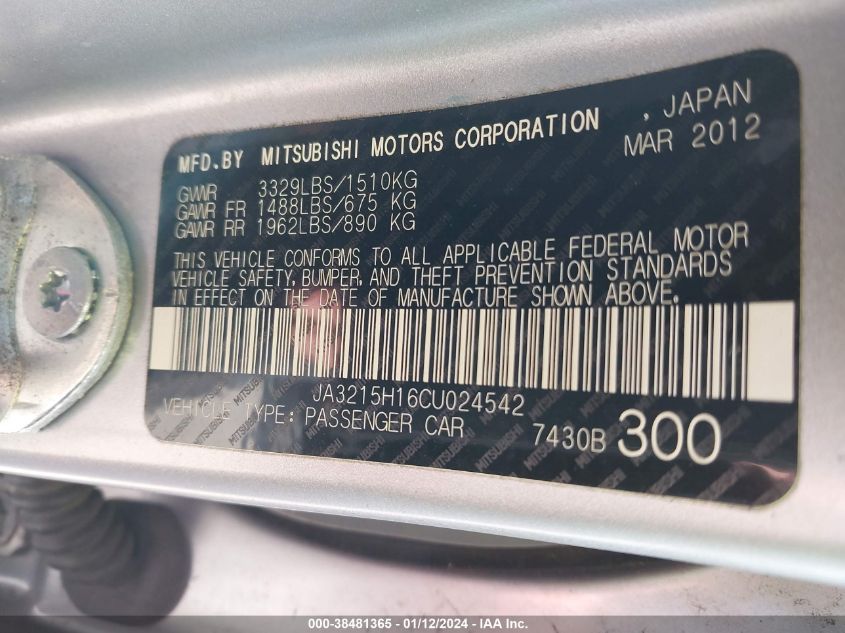 MFD.BY MITSUBISHI MOTORS CORPORATION , JAPAN
MAR 2012
GVWR 3329LBS/1510KG
GAWR FR 1488LBS/675 KG
GAWR RR 1962LBS/890 KG
THIS VEHICLE CONFORMS TO ALL APPLICABLE FEDERAL MOTOR
VEHICLE SAFETY, BUMPER, AND THEFT PREVENTION STANDARDS
IN EFFECT ON THE DATE OF MANUFACTURE SHOWN ABOVE.
JA3215H16CU024542
VEHICLE TYPE: PASSENGER CAR 7430B 300
000-38481365 - 01/12/2024 - IAA Inc.